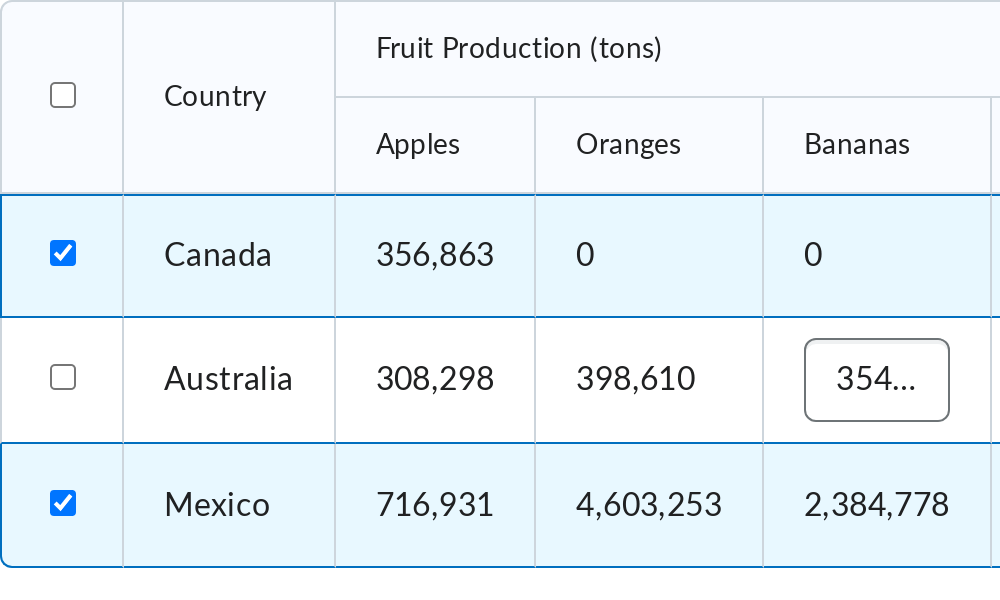 Fruit Production (tons)
Country
Apples Oranges Bananas
Canada 356,863 0 0
Australia 308,298 398,610 354...
Mexico 716,931 4,603,253 2,384,778